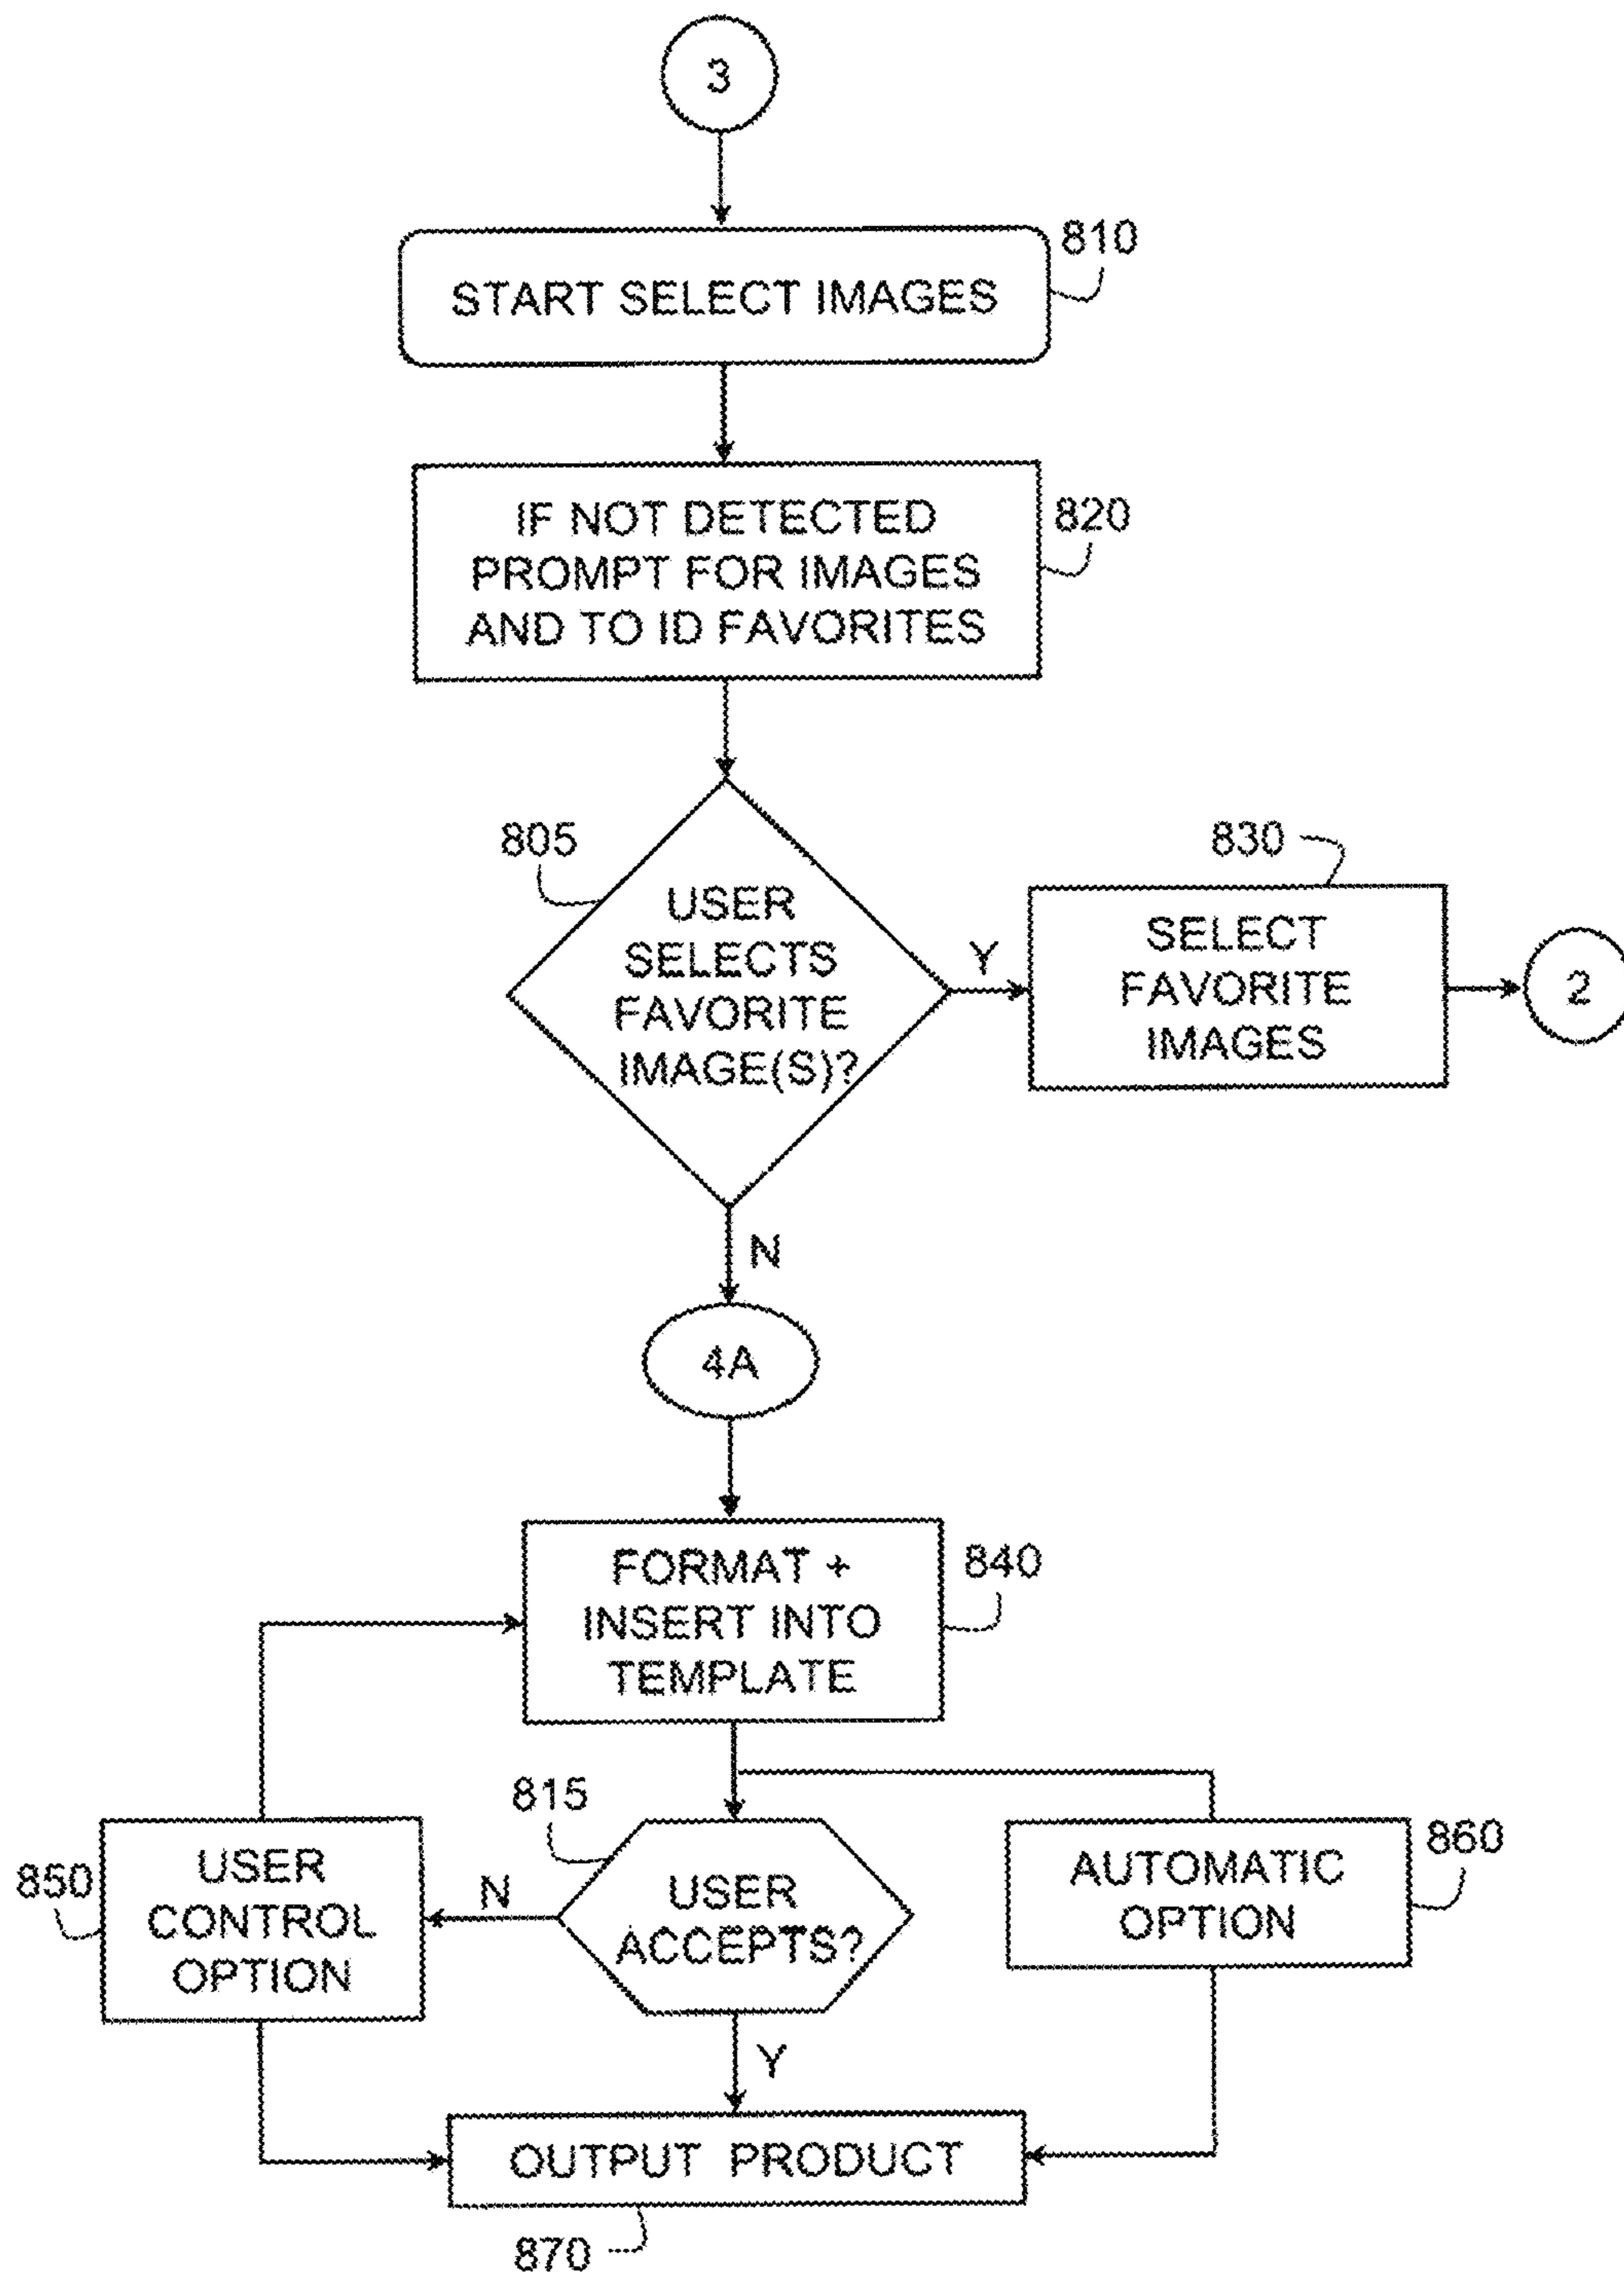 3
START SELECT IMAGES
810
IF NOT DETECTED
PROMPT FOR IMAGES
AND TO ID FAVORITES
820
805
USER
SELECTS
FAVORITE
IMAGE(S)?
Y
830
SELECT
FAVORITE
IMAGES
2
N
4A
FORMAT +
INSERT INTO
TEMPLATE
840
815
USER
ACCEPTS?
N
850
USER
CONTROL
OPTION
AUTOMATIC
OPTION
860
Y
OUTPUT PRODUCT
870